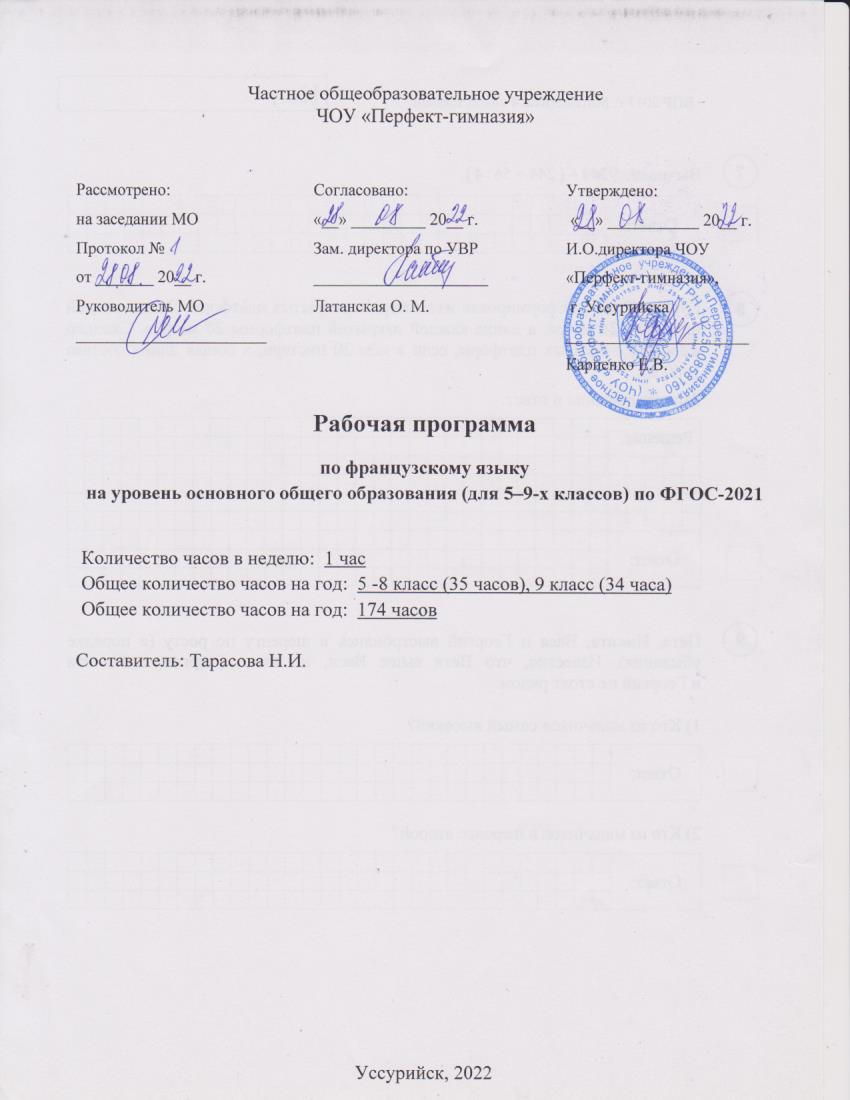 Частное общеобразовательное учреждение
ЧОУ «Перфект-гимназия»
Рассмотрено:
на заседании МО
Протокол № 1
от 28.08. 2022г.
Руководитель МО
Согласовано:
«28» 08 2022 г.
Зам. директора по УВР
Латанская О. М.
Утверждено:
«28» 08 2022 г.
И.О.директора ЧОУ
«Перфект-гимназия»,
г. Уссурийска
Карпенко Е.В.
Рабочая программа
по французскому языку
на уровень основного общего образования (для 5–9-х классов) по ФГОС-2021
Количество часов в неделю: 1 час
Общее количество часов на год: 5 -8 класс (35 часов), 9 класс (34 часа)
Общее количество часов на год: 174 часов
Составитель: Тарасова Н.И.
Уссурийск, 2022